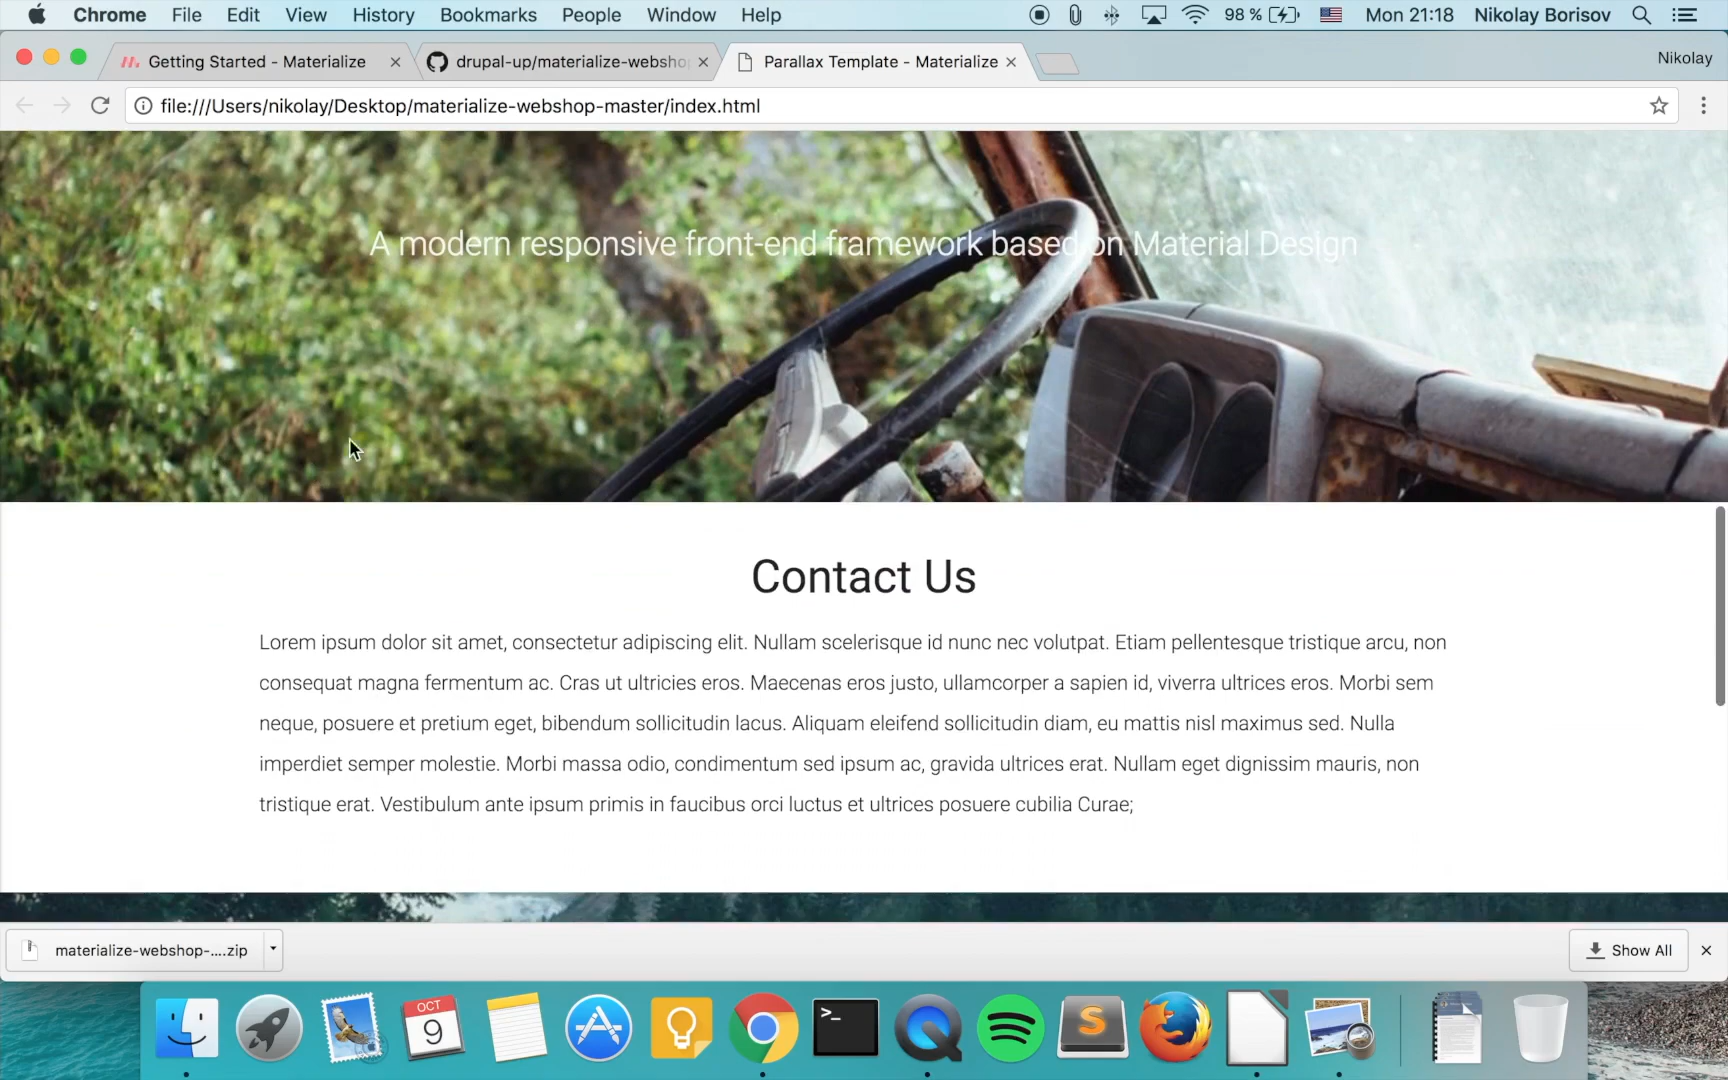 Chrome File Edit View History Bookmarks People Window Help 98 % Mon 21:18 Nikolay Borisov
Getting Started - Materialize drupal-up/materialize-websho Parallax Template - Materialize Nikolay
file:///Users/nikolay/Desktop/materialize-webshop-master/index.html
A modern responsive front-end framework based on Material Design
Contact Us
Lorem ipsum dolor sit amet, consectetur adipiscing elit. Nullam scelerisque id nunc nec volutpat. Etiam pellentesque tristique arcu, non
consequat magna fermentum ac. Cras ut ultricies eros. Maecenas eros justo, ullamcorper a sapien id, viverra ultrices eros. Morbi sem
neque, posuere et pretium eget, bibendum sollicitudin lacus. Aliquam eleifend sollicitudin diam, eu mattis nisl maximus sed. Nulla
imperdiet semper molestie. Morbi massa odio, condimentum sed ipsum ac, gravida ultrices erat. Nullam eget dignissim mauris, non
tristique erat. Vestibulum ante ipsum primis in faucibus orci luctus et ultrices posuere cubilia Curae;
materialize-webshop-....zip Show All
OCT
9